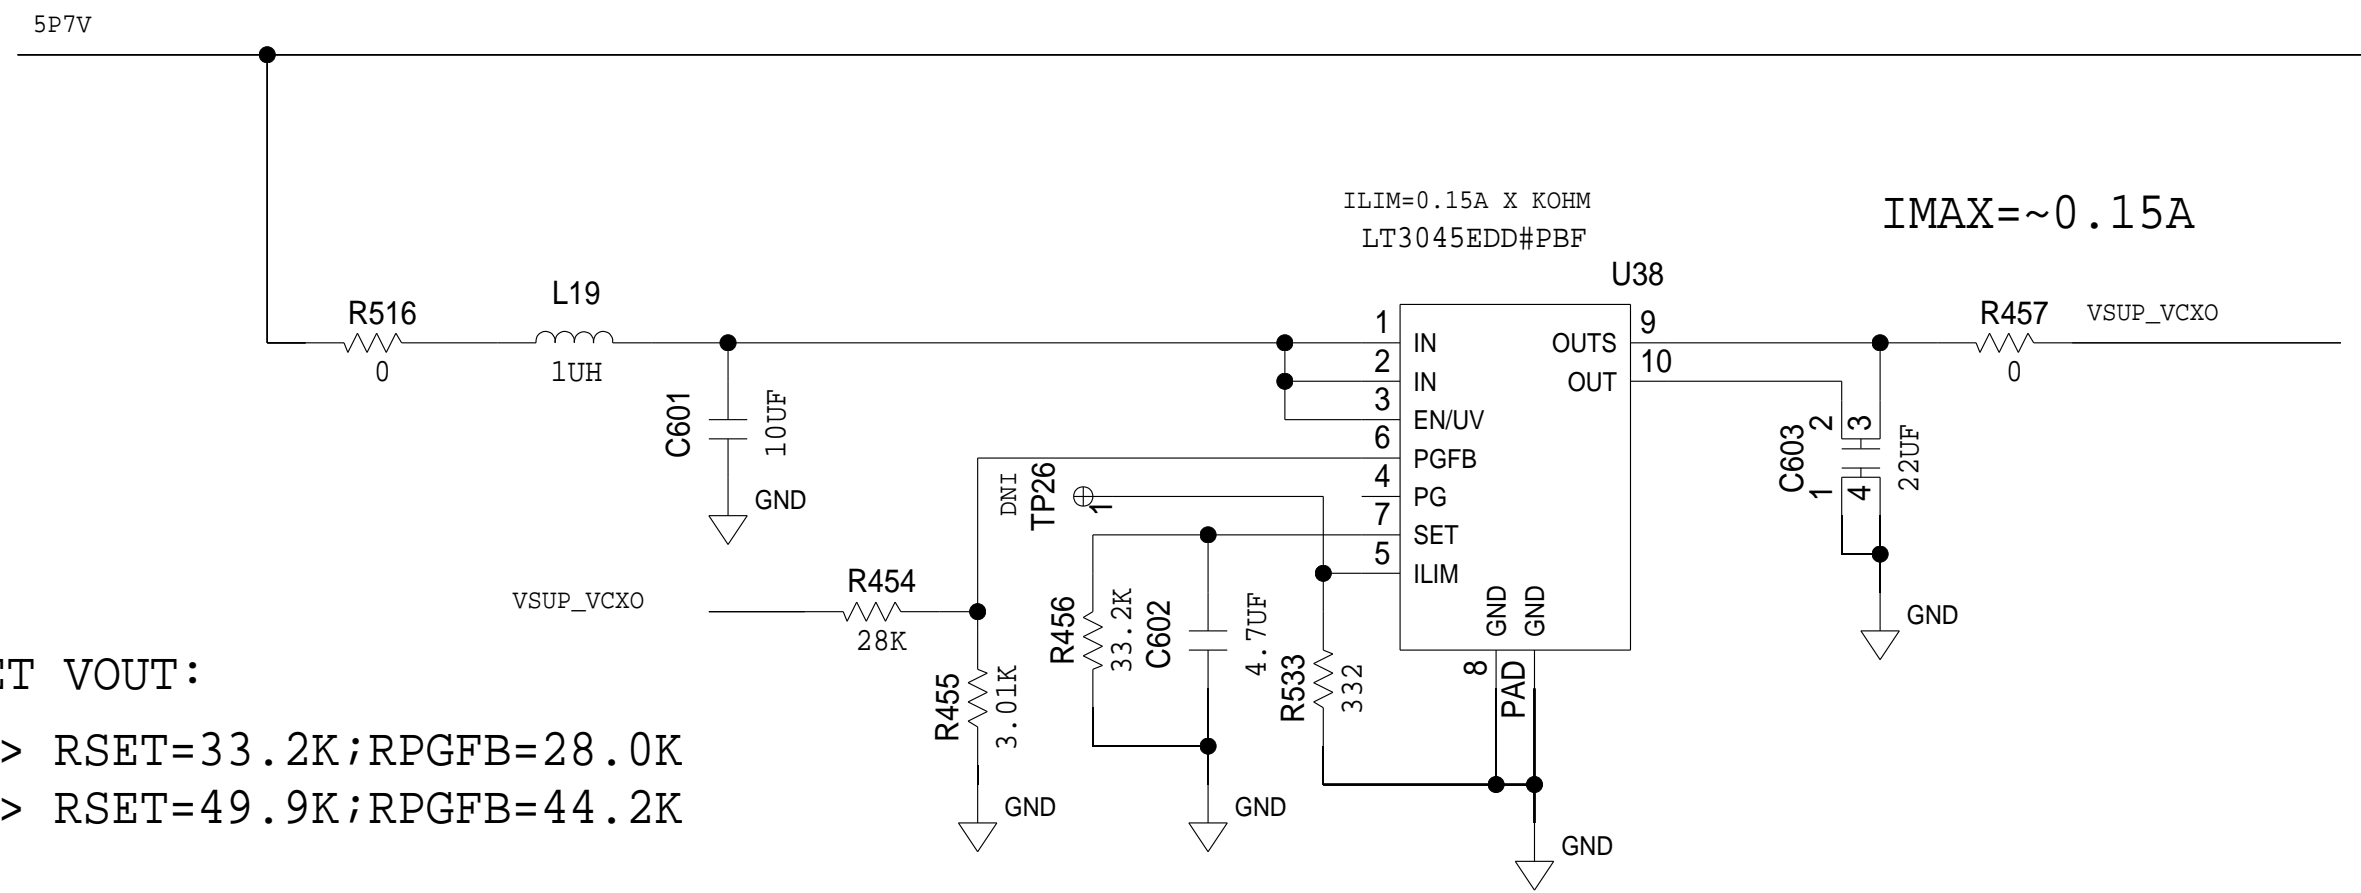 5P7V
ILIM=0.15A X KOHM
LT3045EDD#PBF
IMAX=~0.15A
U38
R516
0
L19
1UH
C601
10UF
GND
1
IN
2
IN
3
EN/UV
6
PGFB
4
PG
7
SET
5
ILIM
OUTS
9
OUT
10
GND
GND
8
PAD
R457
0
VSUP_VCXO
C603
2
3
1
4
22UF
GND
DNI
TP26
1
VSUP_VCXO
R454
28K
R455
3.01K
GND
R456
33.2K
C602
4.7UF
GND
R533
332
GND
ET VOUT:
> RSET=33.2K;RPGFB=28.0K
> RSET=49.9K;RPGFB=44.2K